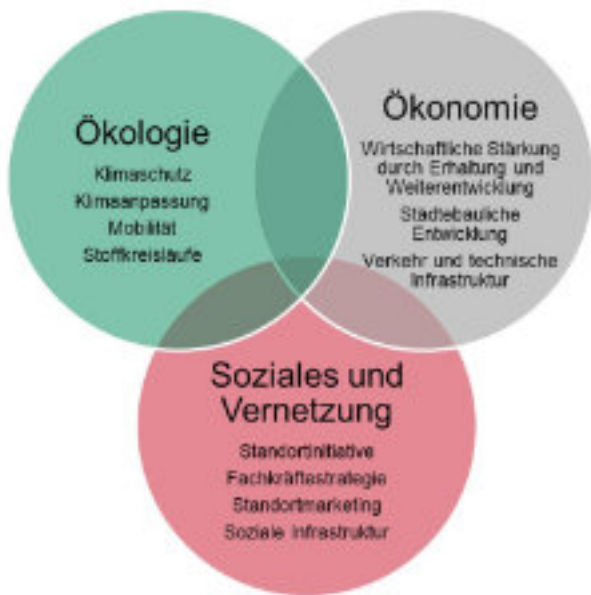 Ökologie
Klimaschutz
Klimaanpassung
Mobilität
Stoffkreisläufe
Ökonomie
Wirtschaftliche Stärkung
durch Erhaltung und
Weiterentwicklung
Städtebauliche
Entwicklung
Verkehr und technische
Infrastruktur
Soziales und
Vernetzung
Standortinitiative
Fachkräftestrategie
Standortmarketing
Soziale Infrastruktur